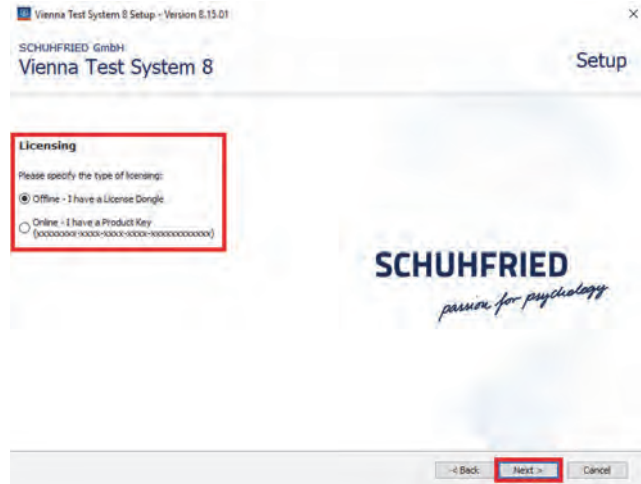 Vienna Test System 8 Setup - Version 8.15.01
SCHUHFRIED GmbH
Vienna Test System 8
Setup
Licensing
Please specify the type of licensing:
Offline - I have a License Dongle
Online - I have a Product Key
(xxxxxxxx-xxxx-xxxx-xxxx-xxxxxxxxxxxx)
SCHUHFRIED
passion for psychology
< Back
Next >
Cancel